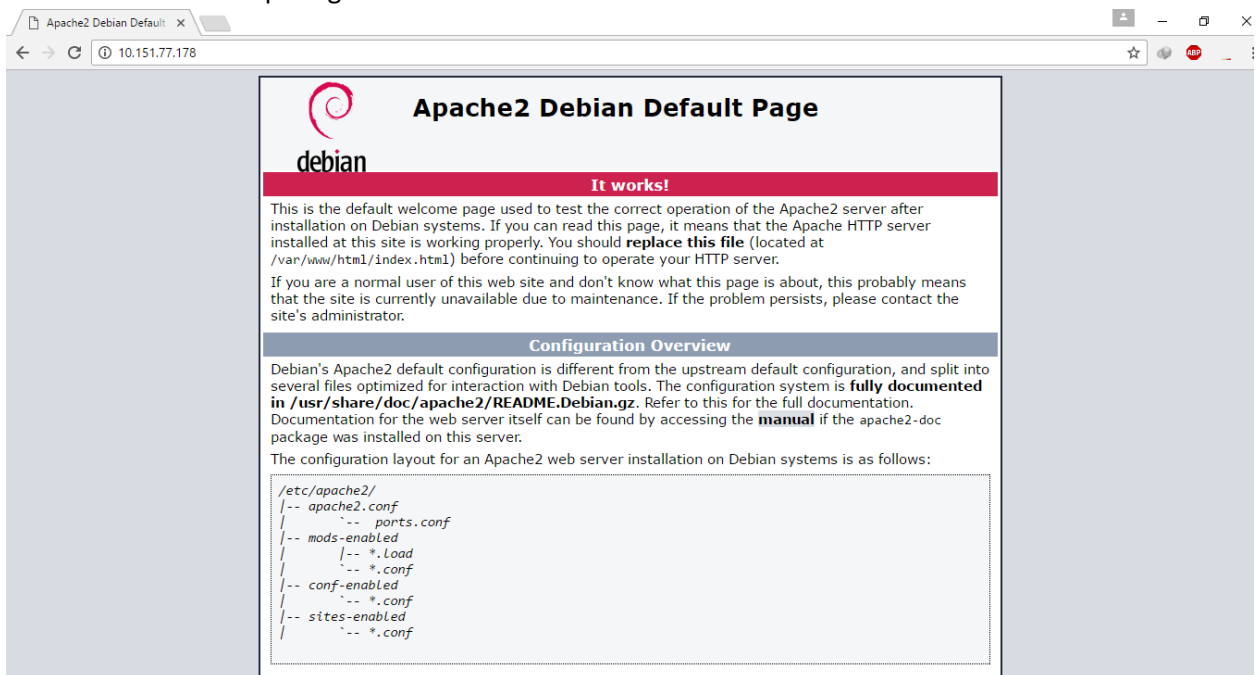 Apache2 Debian Default
10.151.77.178
ABP
debian
Apache2 Debian Default Page
It works!
This is the default welcome page used to test the correct operation of the Apache2 server after
installation on Debian systems. If you can read this page, it means that the Apache HTTP server
installed at this site is working properly. You should replace this file (located at
/var/www/html/index.html) before continuing to operate your HTTP server.
If you are a normal user of this web site and don't know what this page is about, this probably means
that the site is currently unavailable due to maintenance. If the problem persists, please contact the
site's administrator.
Configuration Overview
Debian's Apache2 default configuration is different from the upstream default configuration, and split into
several files optimized for interaction with Debian tools. The configuration system is fully documented
in /usr/share/doc/apache2/README.Debian.gz. Refer to this for the full documentation.
Documentation for the web server itself can be found by accessing the manual if the apache2-doc
package was installed on this server.
The configuration layout for an Apache2 web server installation on Debian systems is as follows:
/etc/apache2/
|-- apache2.conf
|       `--  ports.conf
|-- mods-enabled
|       |-- *.load
|       `-- *.conf
|-- conf-enabled
|       `-- *.conf
|-- sites-enabled
|       `-- *.conf